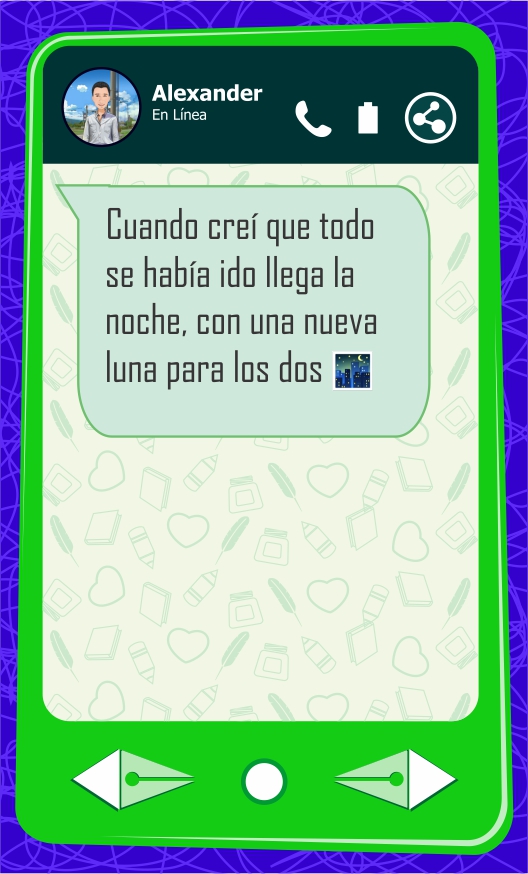 Alexander
En Línea
Cuando creí que todo
se había ido llega la
noche, con una nueva
luna para los dos